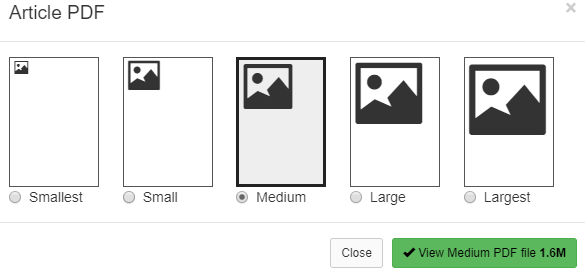 Article PDF
×
Smallest Small Medium Large Largest
Close ✔ View Medium PDF file 1.6M